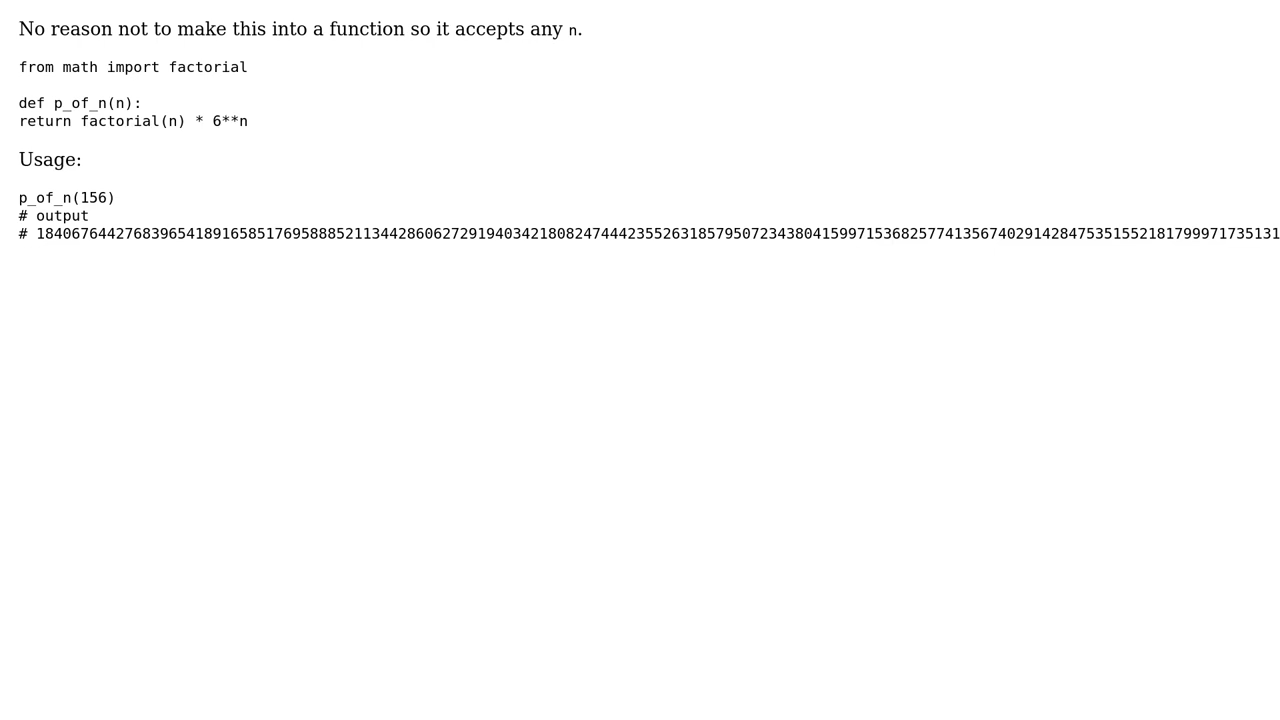 No reason not to make this into a function so it accepts any n.
from math import factorial
def p_of_n(n):
return factorial(n) * 6**n
Usage:
p_of_n(156)
# output
# 184067644276839654189165851769588852113442860627291940342180824744423552631857950723438041599715368257741356740291428475351552181799971735131